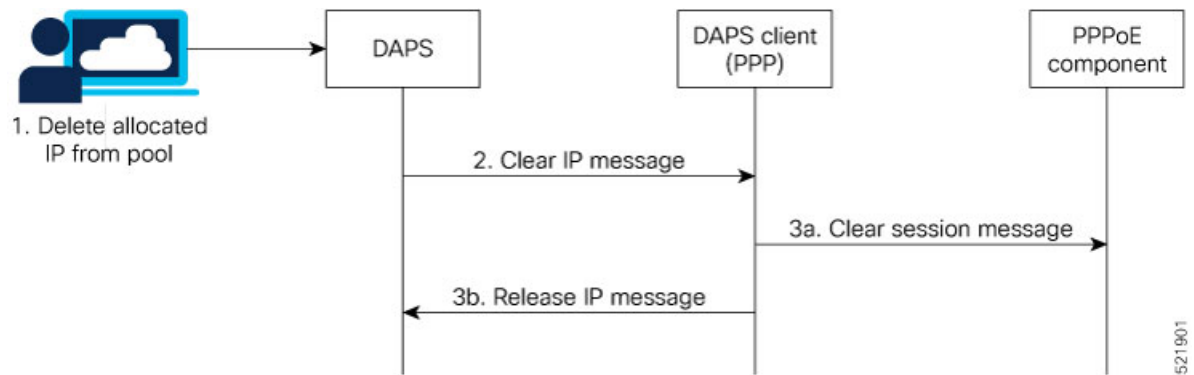 DAPS
DAPS client
(PPP)
PPPoE
component
1. Delete allocated
IP from pool
2. Clear IP message
3a. Clear session message
3b. Release IP message
521901